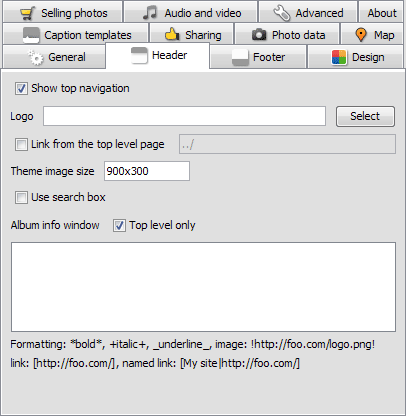 Selling photos Audio and video Advanced About
Caption templates Sharing Photo data Map
General Header Footer Design
Show top navigation
Logo Select
Link from the top level page ../
Theme image size 900x300
Use search box
Album info window Top level only
Formatting: *bold*, +italic+, _underline_, image: !http://foo.com/logo.png!
link: [http://foo.com/], named link: [My site|http://foo.com/]